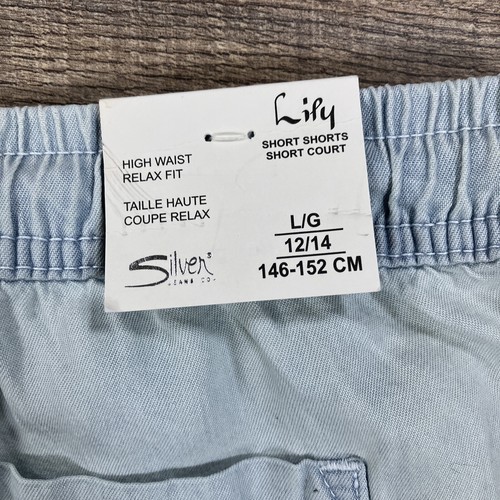 Lily
SHORT SHORTS
SHORT COURT
HIGH WAIST
RELAX FIT
TAILLE HAUTE
COUPE RELAX
L/G
12/14
146-152 CM
Silver®
JEANS CO.